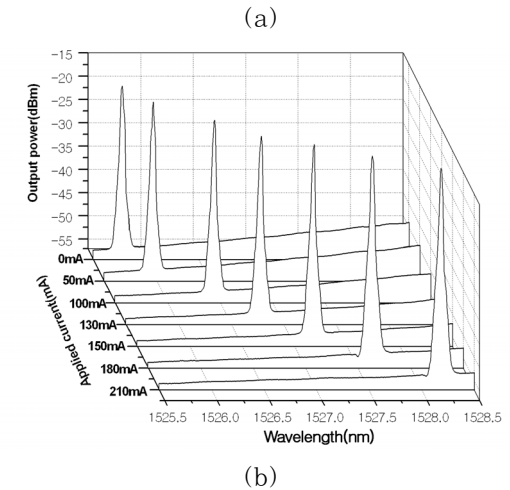 (a)
-15
-20
-25
-30
-35
-40
-45
-50
-55
Output power(dBm)
0mA
50mA
100mA
130mA
150mA
180mA
210mA
Applied current(mA)
1525.5 1526.0 1526.5 1527.0 1527.5 1528.0 1528.5
Wavelength(nm)
(b)